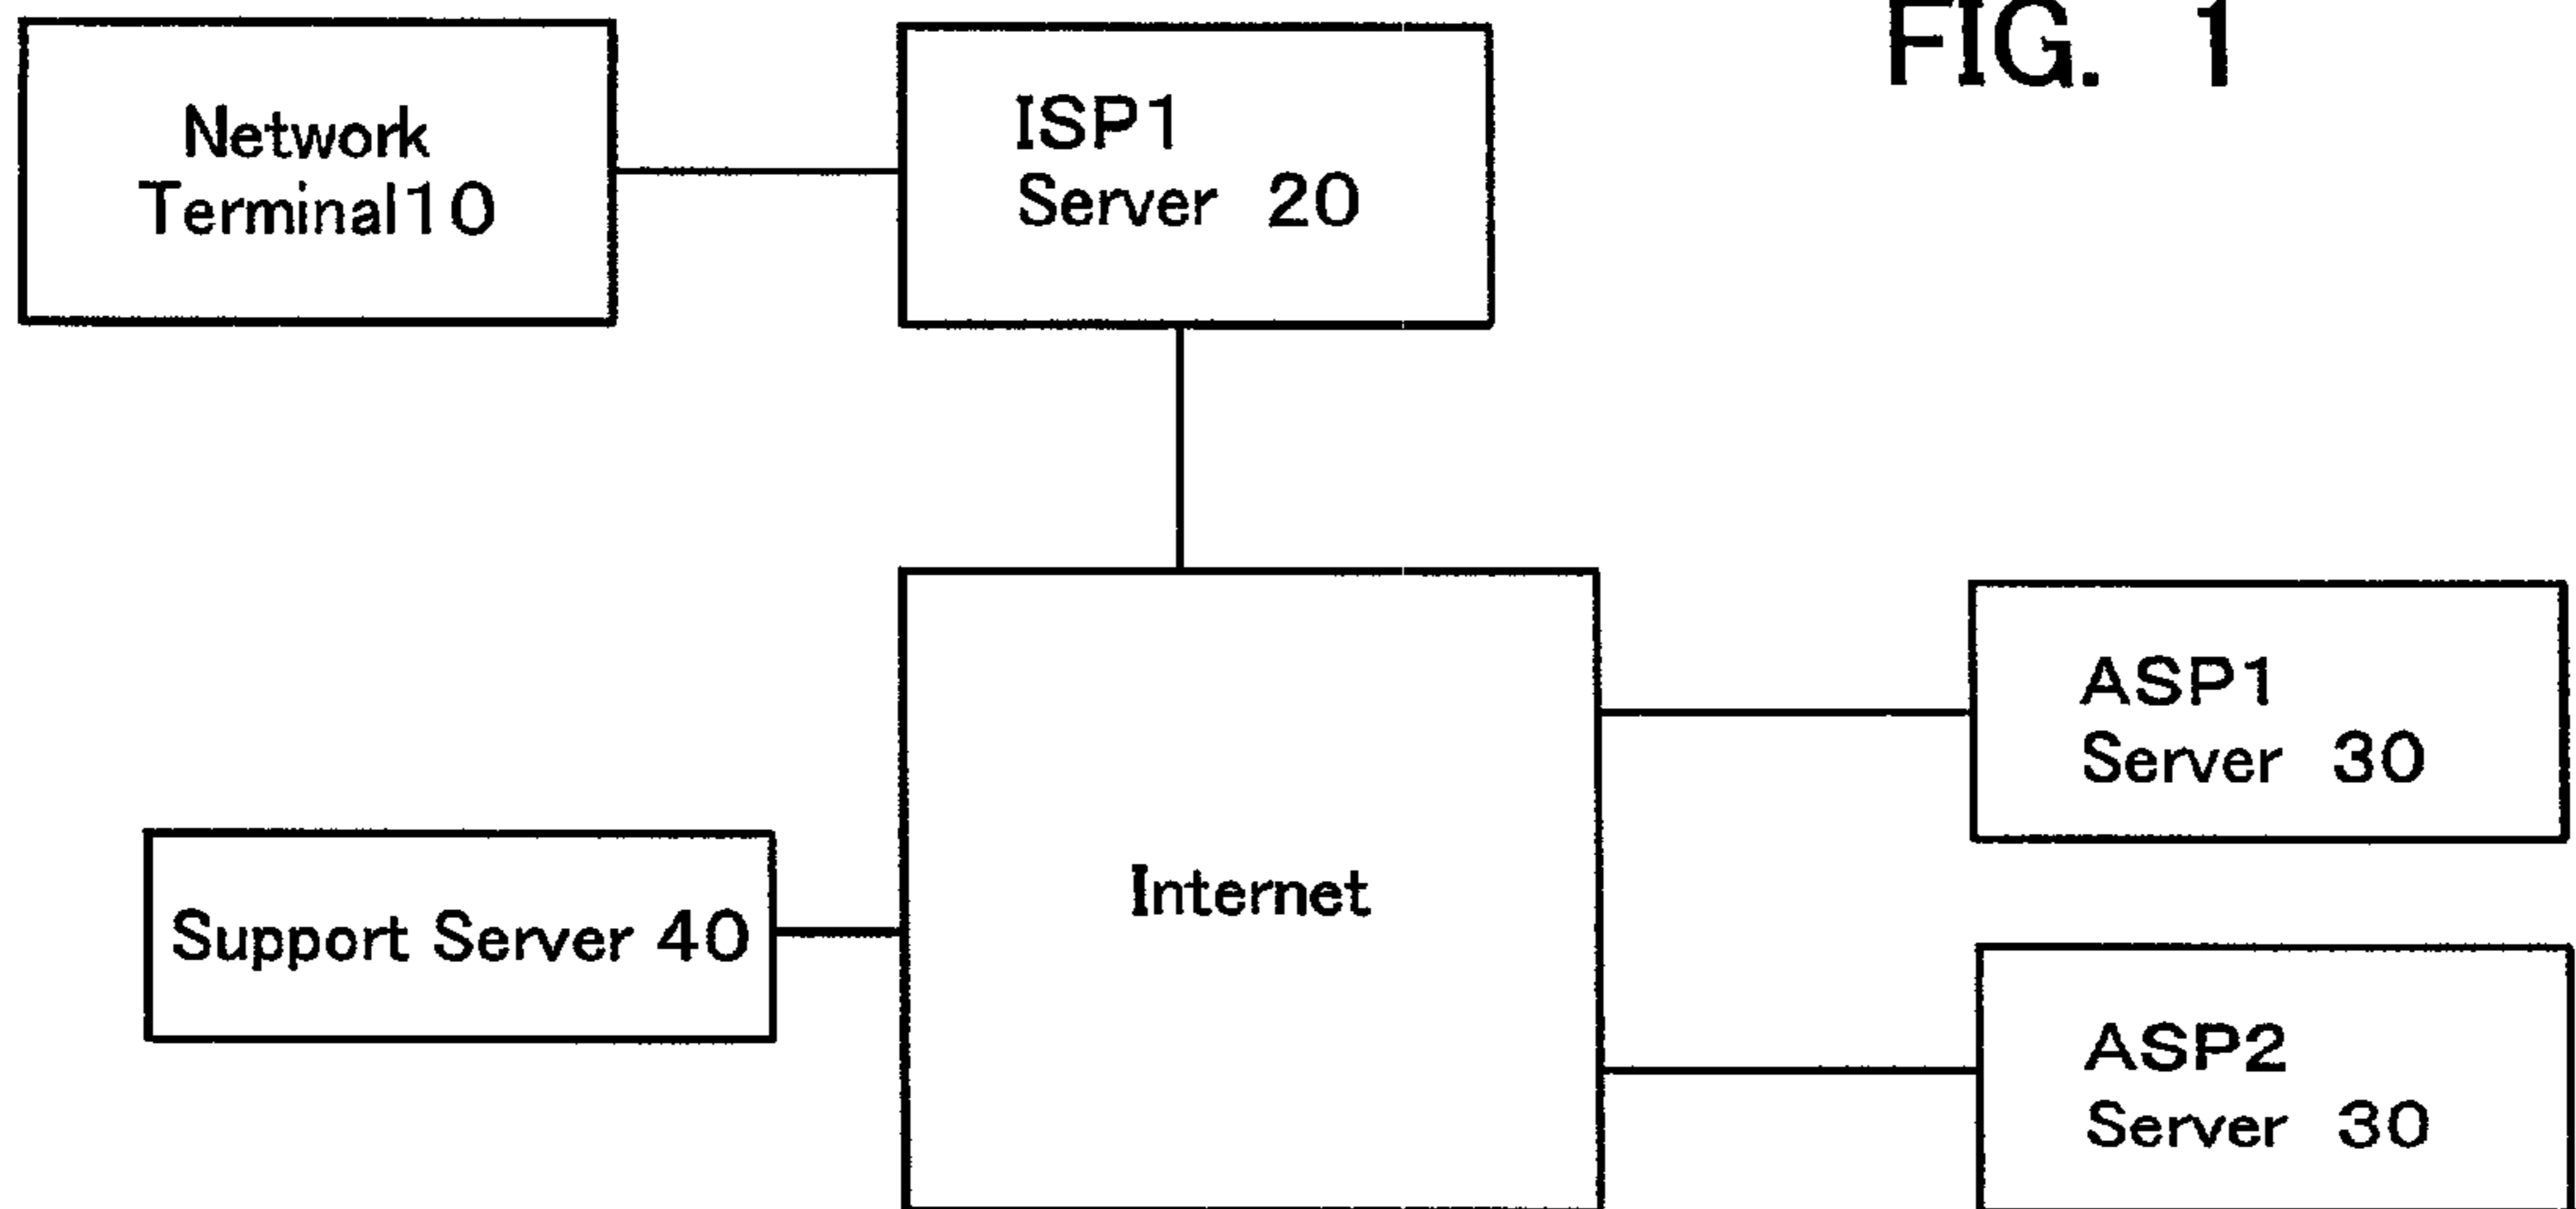 FIG. 1
Network
Terminal10
ISP1
Server 20
ASP1
Server 30
Internet
Support Server 40
ASP2
Server 30